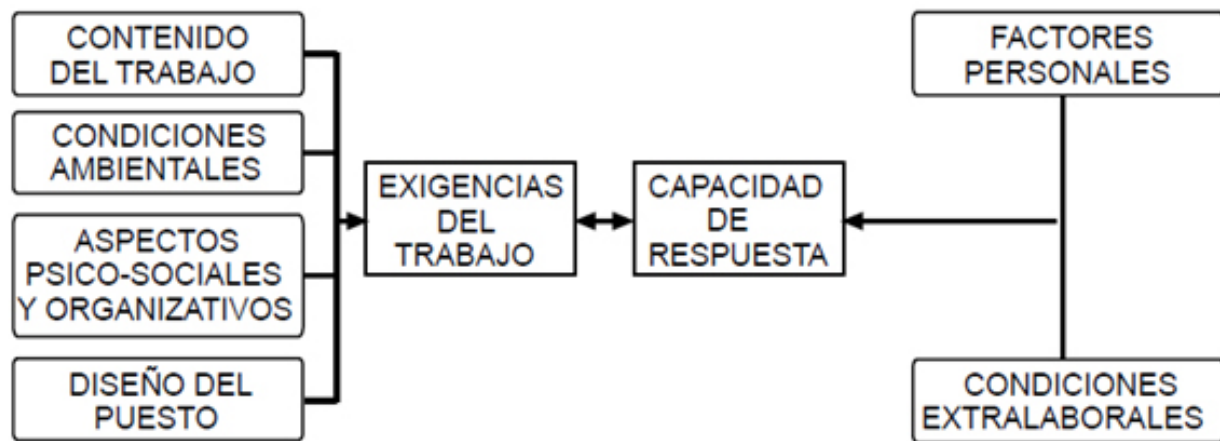 CONTENIDO
DEL TRABAJO
CONDICIONES
AMBIENTALES
ASPECTOS
PSICO-SOCIALES
Y ORGANIZATIVOS
DISEÑO DEL
PUESTO
EXIGENCIAS
DEL
TRABAJO
CAPACIDAD
DE
RESPUESTA
FACTORES
PERSONALES
CONDICIONES
EXTRALABORALES